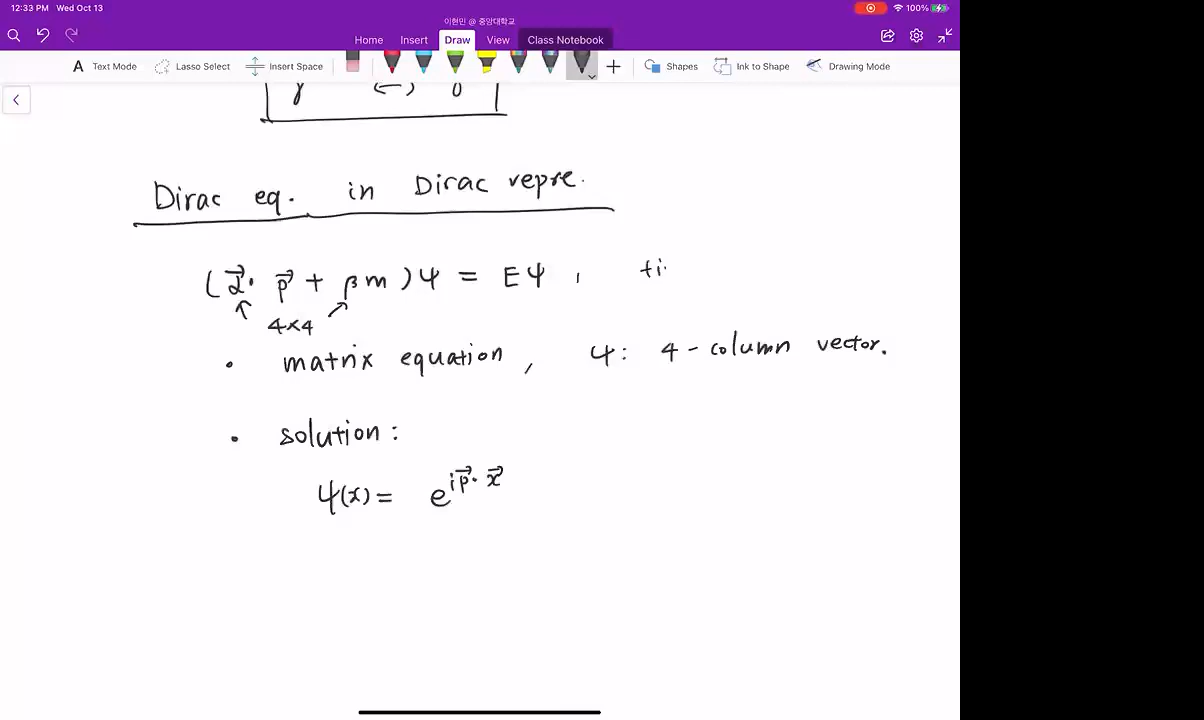 12:33 PM Wed Oct 13
100%
이현민 @ 중앙대학교
Home Insert Draw View Class Notebook
Text Mode Lasso Select Insert Space Shapes Ink to Shape Drawing Mode
γ ↔ 0
Dirac eq. in Dirac repre.
(α⃗· p⃗ + βm)Ψ = EΨ , ti
4×4
• matrix equation, Ψ: 4-column vector.
• solution:
Ψ(x) = e^{ip⃗·x⃗}